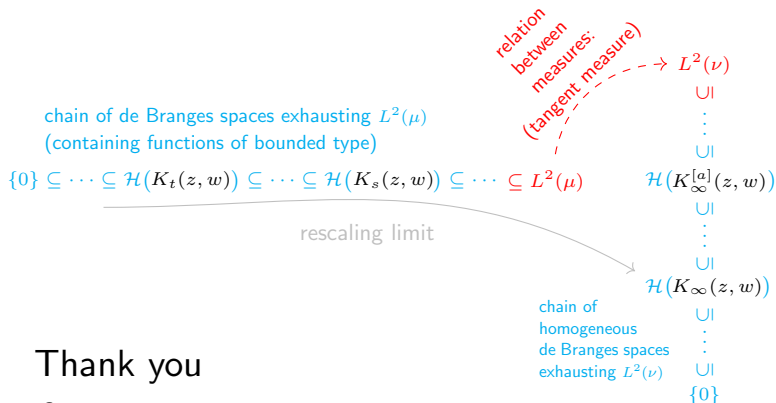 relation
between
measures:
(tangent measure)
L²(ν)
∪|
⋮
∪|
chain of de Branges spaces exhausting L²(μ)
(containing functions of bounded type)
{0} ⊆ ⋯ ⊆ ℋ(K_t(z, w)) ⊆ ⋯ ⊆ ℋ(K_s(z, w)) ⊆ ⋯ ⊆ L²(μ)
ℋ(K_∞^{[a]}(z, w))
∪|
⋮
∪|
rescaling limit
ℋ(K_∞(z, w))
∪|
⋮
∪|
{0}
chain of
homogeneous
de Branges spaces
exhausting L²(ν)
Thank you